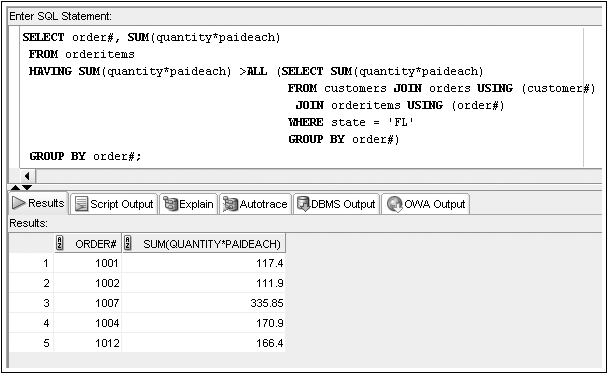 Enter SQL Statement:
SELECT order#, SUM(quantity*paideach)
FROM orderitems
HAVING SUM(quantity*paideach) >ALL (SELECT SUM(quantity*paideach)
FROM customers JOIN orders USING (customer#)
JOIN orderitems USING (order#)
WHERE state = 'FL'
GROUP BY order#)
GROUP BY order#;
Results Script Output Explain Autotrace DBMS Output OWA Output
Results:
ORDER# SUM(QUANTITY*PAIDEACH)
1 1001 117.4
2 1002 111.9
3 1007 335.85
4 1004 170.9
5 1012 166.4